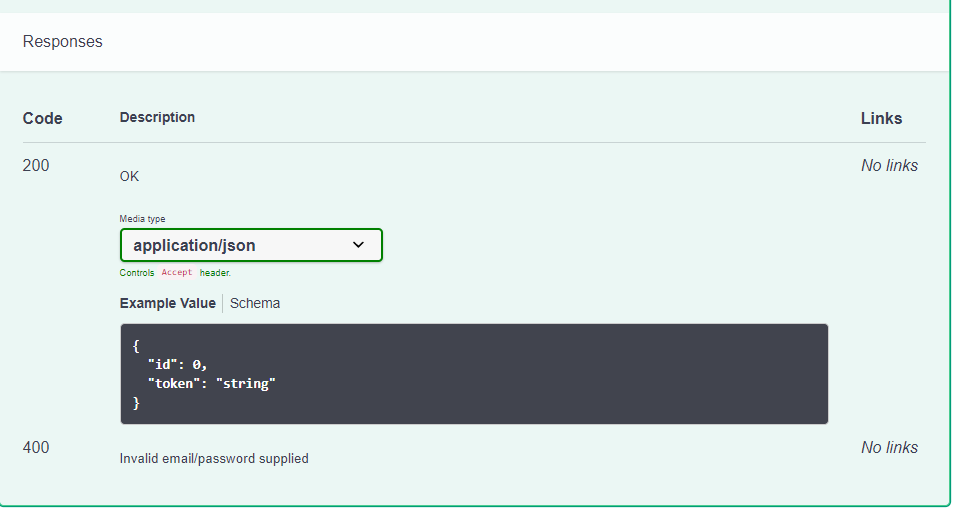 Responses
Code Description Links
200 OK No links
Media type
application/json
Controls Accept header.
Example Value Schema
{
"id": 0,
"token": "string"
}
400 Invalid email/password supplied No links